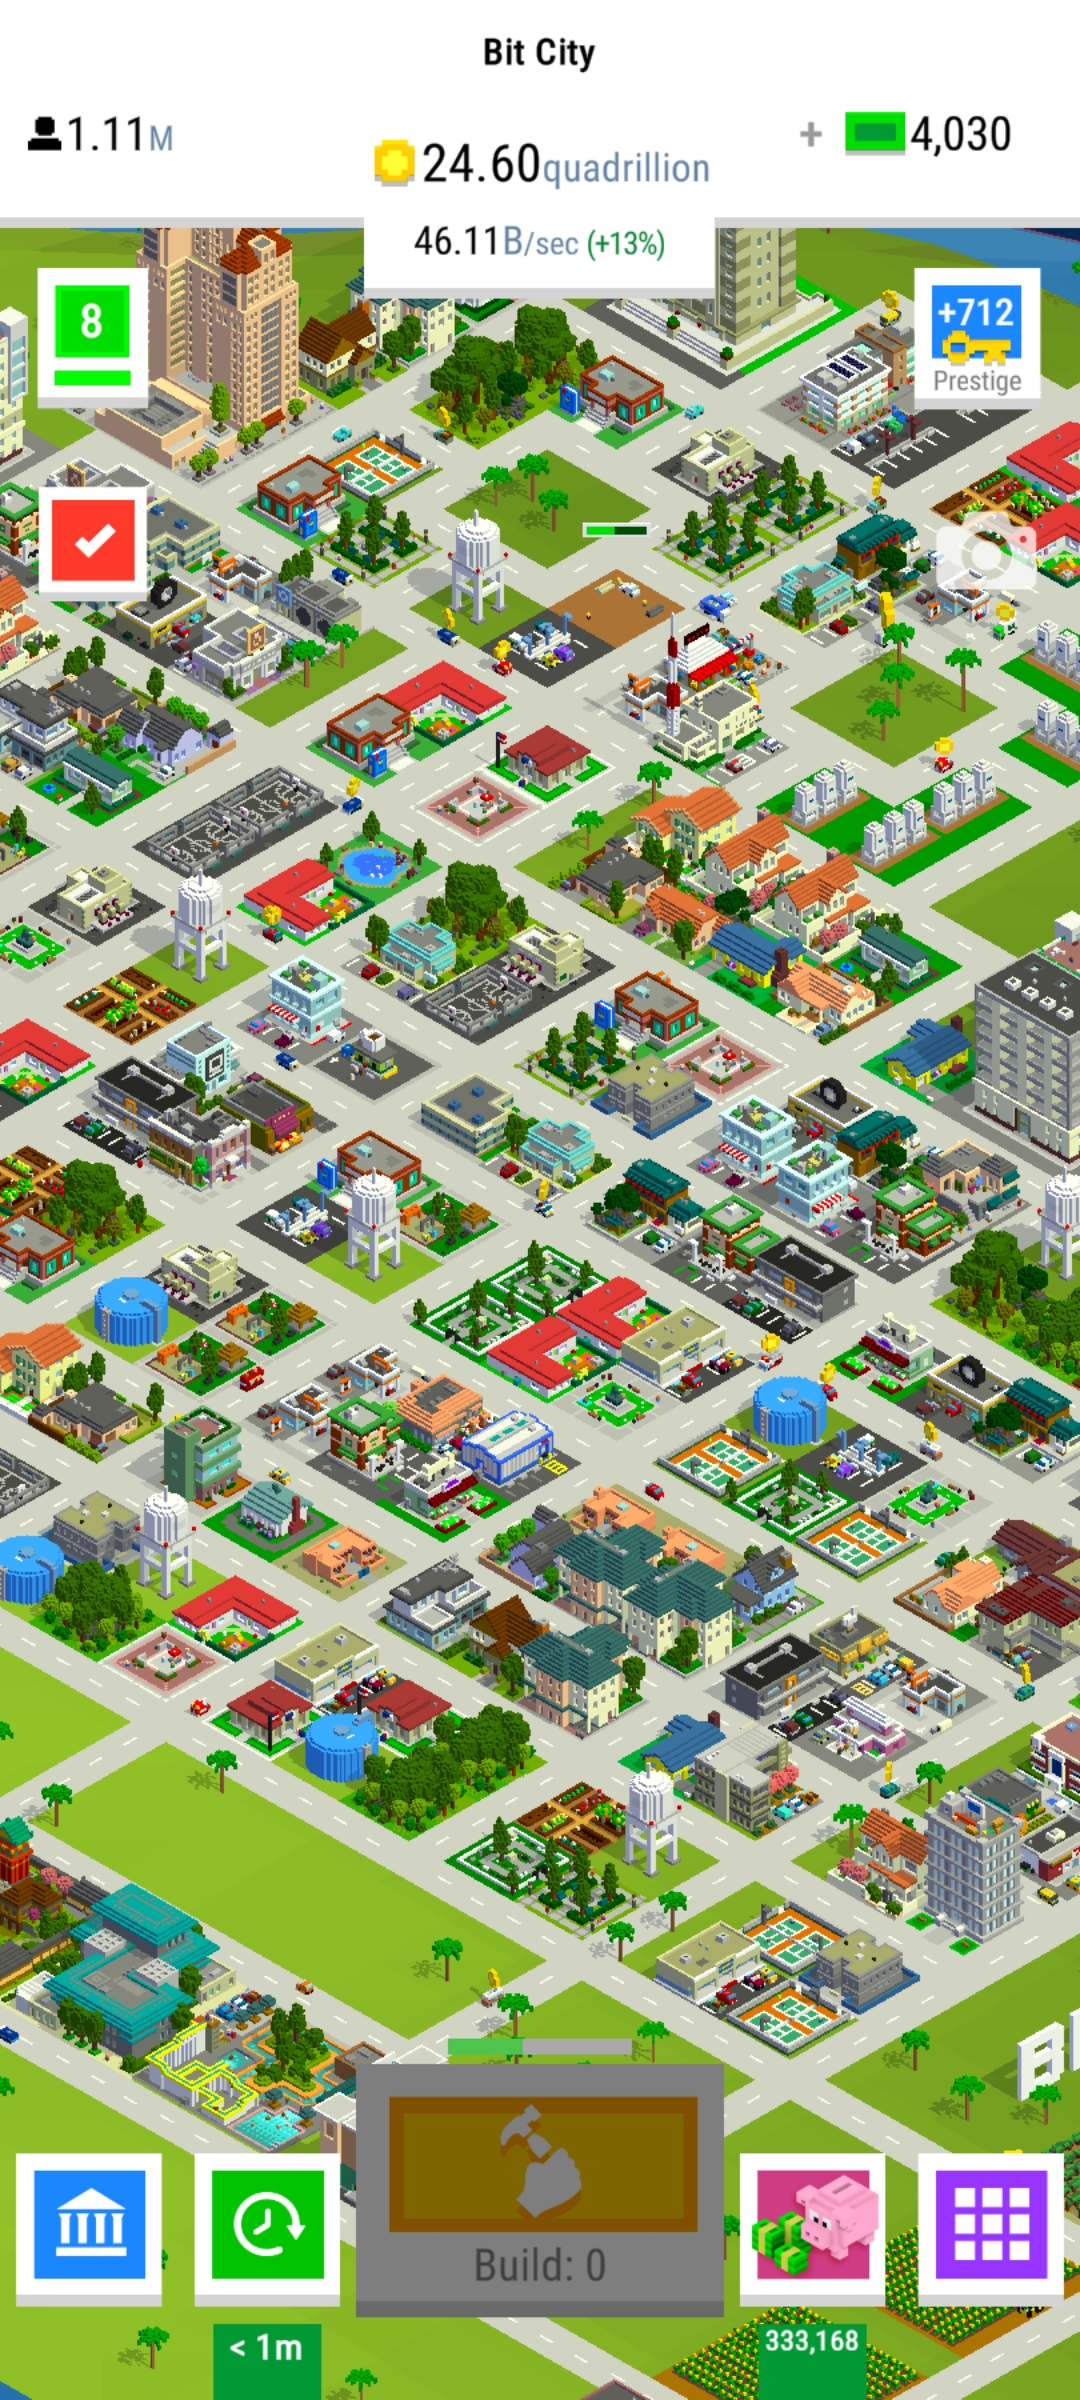 Bit City
1.11M
24.60quadrillion
+ 4,030
46.11B/sec (+13%)
8
+712
Prestige
Build: 0
< 1m
333,168